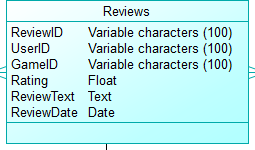 Reviews
ReviewID Variable characters (100)
UserID Variable characters (100)
GameID Variable characters (100)
Rating Float
ReviewText Text
ReviewDate Date